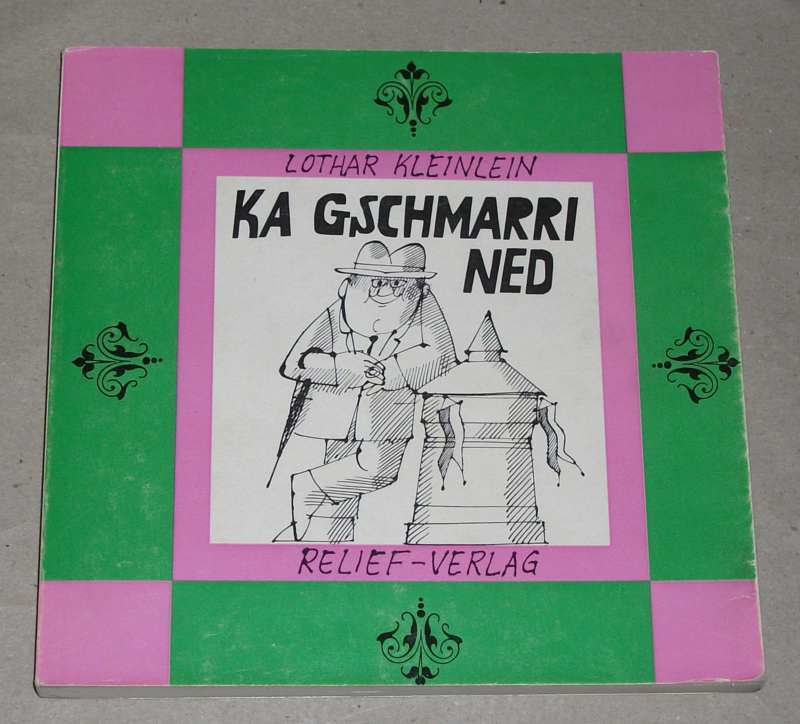 LOTHAR KLEINLEIN
KA GSCHMARRI
NED
RELIEF-VERLAG